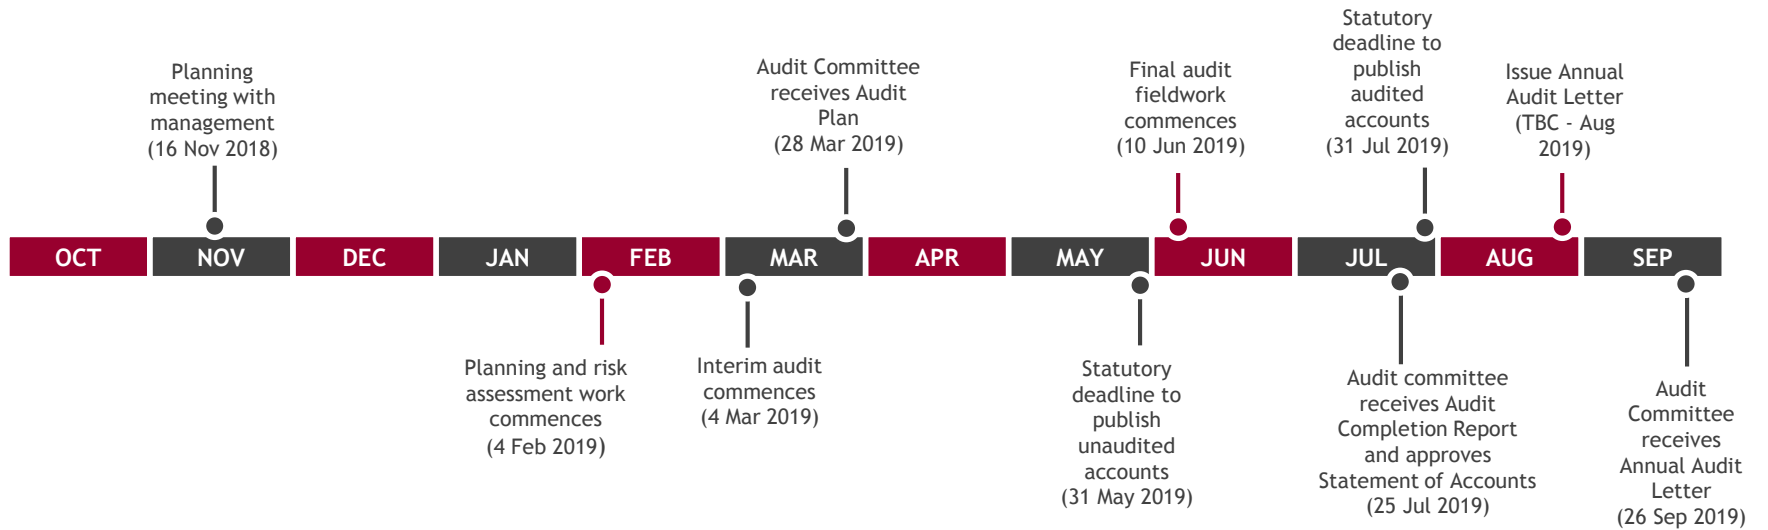 Planning
meeting with
management
(16 Nov 2018)
Audit Committee
receives Audit
Plan
(28 Mar 2019)
Final audit
fieldwork
commences
(10 Jun 2019)
Statutory
deadline to
publish
audited
accounts
(31 Jul 2019)
Issue Annual
Audit Letter
(TBC - Aug
2019)
OCT
NOV
DEC
JAN
FEB
MAR
APR
MAY
JUN
JUL
AUG
SEP
Planning and risk
assessment work
commences
(4 Feb 2019)
Interim audit
commences
(4 Mar 2019)
Statutory
deadline to
publish
unaudited
accounts
(31 May 2019)
Audit committee
receives Audit
Completion Report
and approves
Statement of Accounts
(25 Jul 2019)
Audit
Committee
receives
Annual Audit
Letter
(26 Sep 2019)